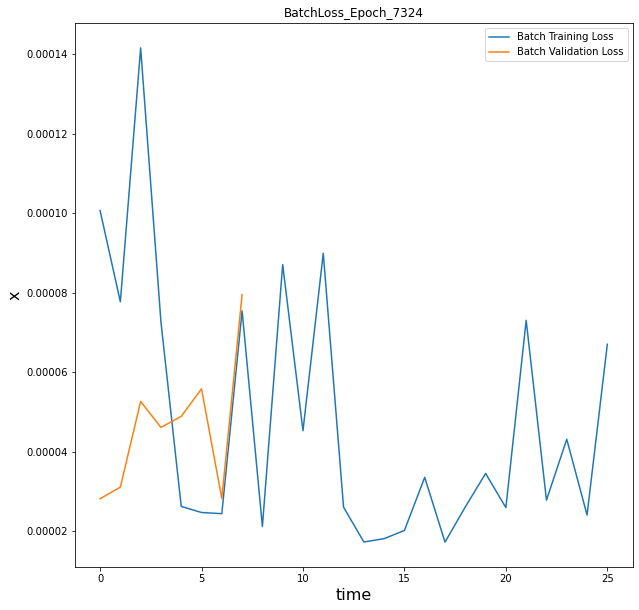 BatchLoss_Epoch_7324
Batch Training Loss
Batch Validation Loss
0.00014
0.00012
0.00010
0.00008
0.00006
0.00004
0.00002
x
0 5 10 15 20 25
time